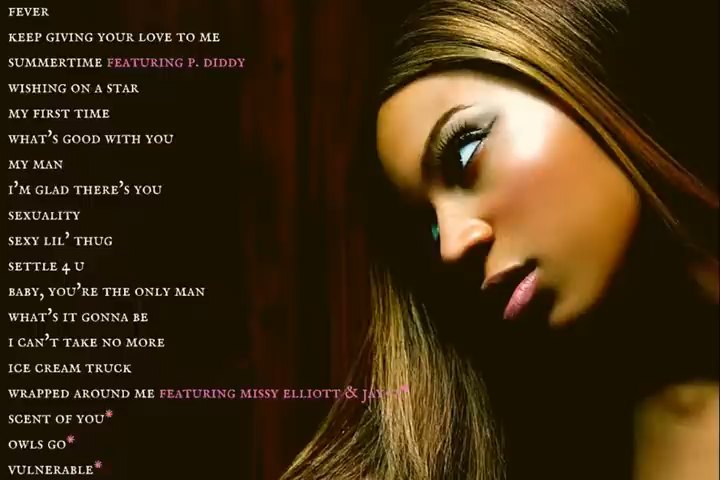 FEVER
KEEP GIVING YOUR LOVE TO ME
SUMMERTIME FEATURING P. DIDDY
WISHING ON A STAR
MY FIRST TIME
WHAT'S GOOD WITH YOU
MY MAN
I'M GLAD THERE'S YOU
SEXUALITY
SEXY LIL' THUG
SETTLE 4 U
BABY, YOU'RE THE ONLY MAN
WHAT'S IT GONNA BE
I CAN'T TAKE NO MORE
ICE CREAM TRUCK
WRAPPED AROUND ME FEATURING MISSY ELLIOTT &
SCENT OF YOU*
OWLS GO*
VULNERABLE*